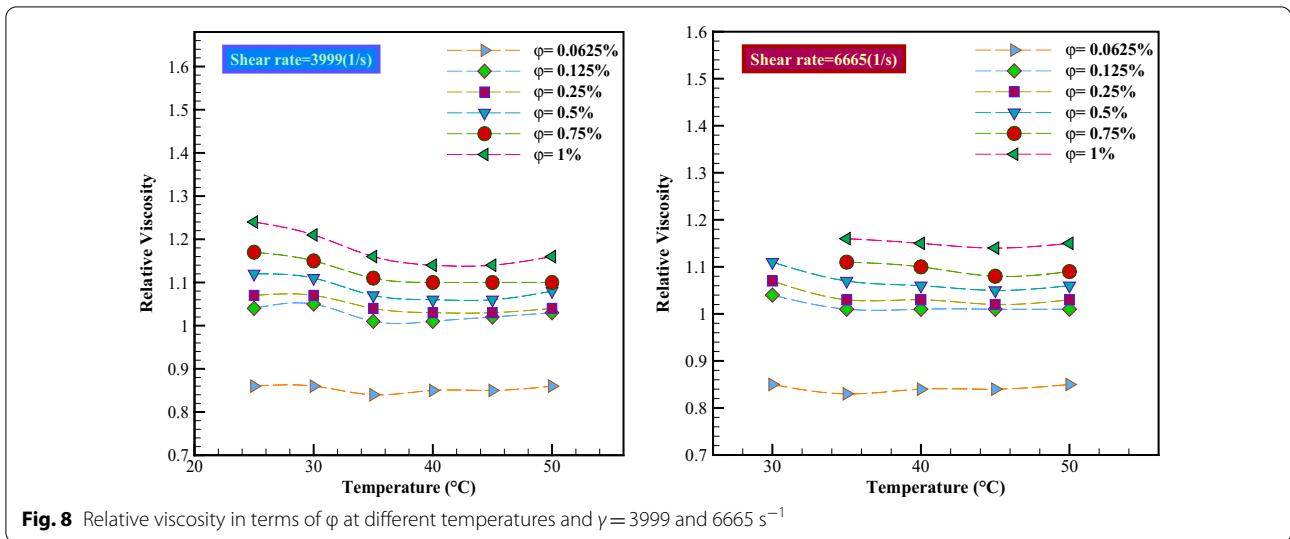 Shear rate=3999(1/s)
φ= 0.0625%
φ= 0.125%
φ= 0.25%
φ= 0.5%
φ= 0.75%
φ= 1%
Relative Viscosity
1.6
1.5
1.4
1.3
1.2
1.1
1
0.9
0.8
0.7
20
30
40
50
Temperature (°C)
Shear rate=6665(1/s)
φ= 0.0625%
φ= 0.125%
φ= 0.25%
φ= 0.5%
φ= 0.75%
φ= 1%
Relative Viscosity
1.6
1.5
1.4
1.3
1.2
1.1
1
0.9
0.8
0.7
30
40
50
Temperature (°C)
Fig. 8 Relative viscosity in terms of φ at different temperatures and γ = 3999 and 6665 s⁻¹